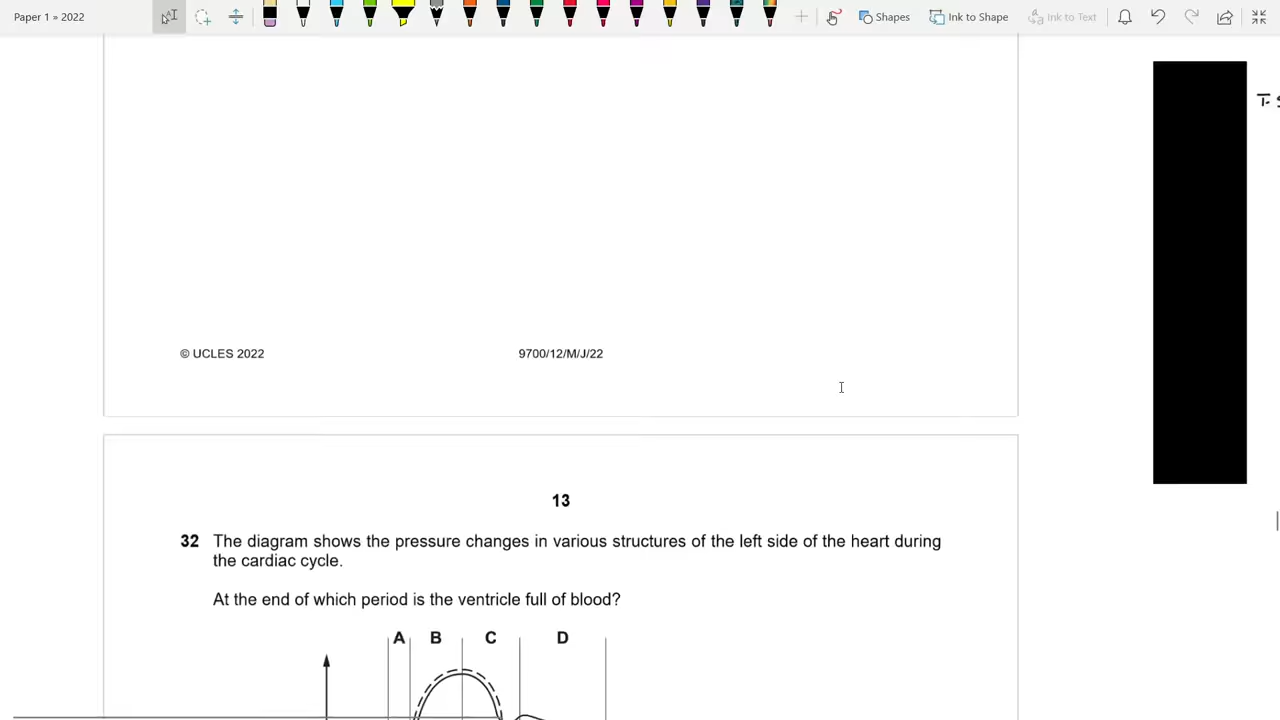 Paper 1 » 2022
Shapes
Ink to Shape
Ink to Text
© UCLES 2022
9700/12/M/J/22
13
32 The diagram shows the pressure changes in various structures of the left side of the heart during
the cardiac cycle.
At the end of which period is the ventricle full of blood?
A B C D